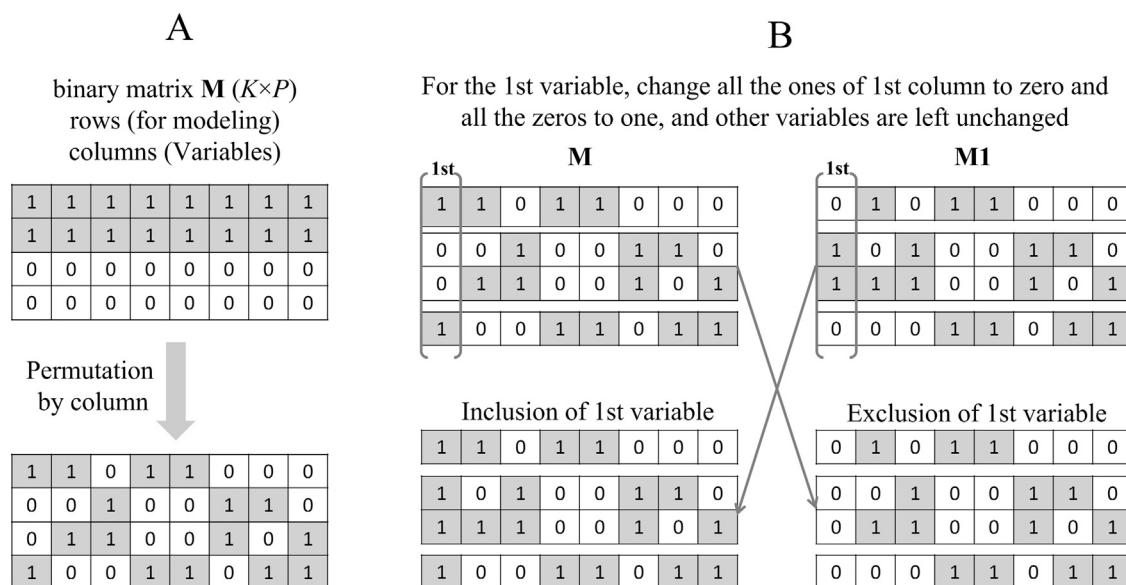 A
binary matrix M (K×P)
rows (for modeling)
columns (Variables)
1 1 1 1 1 1 1 1
1 1 1 1 1 1 1 1
0 0 0 0 0 0 0 0
0 0 0 0 0 0 0 0
Permutation
by column
1 1 0 1 1 0 0 0
0 0 1 0 0 1 1 0
0 1 1 0 0 1 0 1
1 0 0 1 1 0 1 1
B
For the 1st variable, change all the ones of 1st column to zero and
all the zeros to one, and other variables are left unchanged
M
1st
1 1 0 1 1 0 0 0
0 0 1 0 0 1 1 0
0 1 1 0 0 1 0 1
1 0 0 1 1 0 1 1
M1
1st
0 1 0 1 1 0 0 0
1 0 1 0 0 1 1 0
1 1 1 0 0 1 0 1
0 0 0 1 1 0 1 1
Inclusion of 1st variable
1 1 0 1 1 0 0 0
1 0 1 0 0 1 1 0
1 1 1 0 0 1 0 1
1 0 0 1 1 0 1 1
Exclusion of 1st variable
0 1 0 1 1 0 0 0
0 0 1 0 0 1 1 0
0 1 1 0 0 1 0 1
0 0 0 1 1 0 1 1